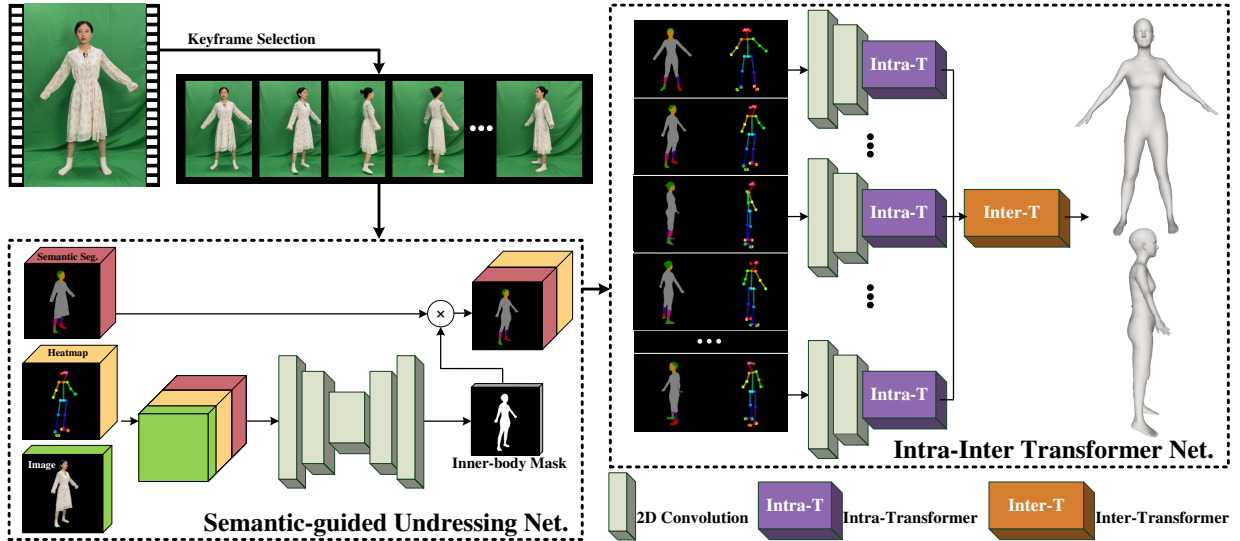 Keyframe Selection
Semantic Seg.
Heatmap
Image
Inner-body Mask
Semantic-guided Undressing Net.
Intra-T
Intra-T
Inter-T
Intra-T
Intra-Inter Transformer Net.
2D Convolution
Intra-T
Intra-Transformer
Inter-T
Inter-Transformer